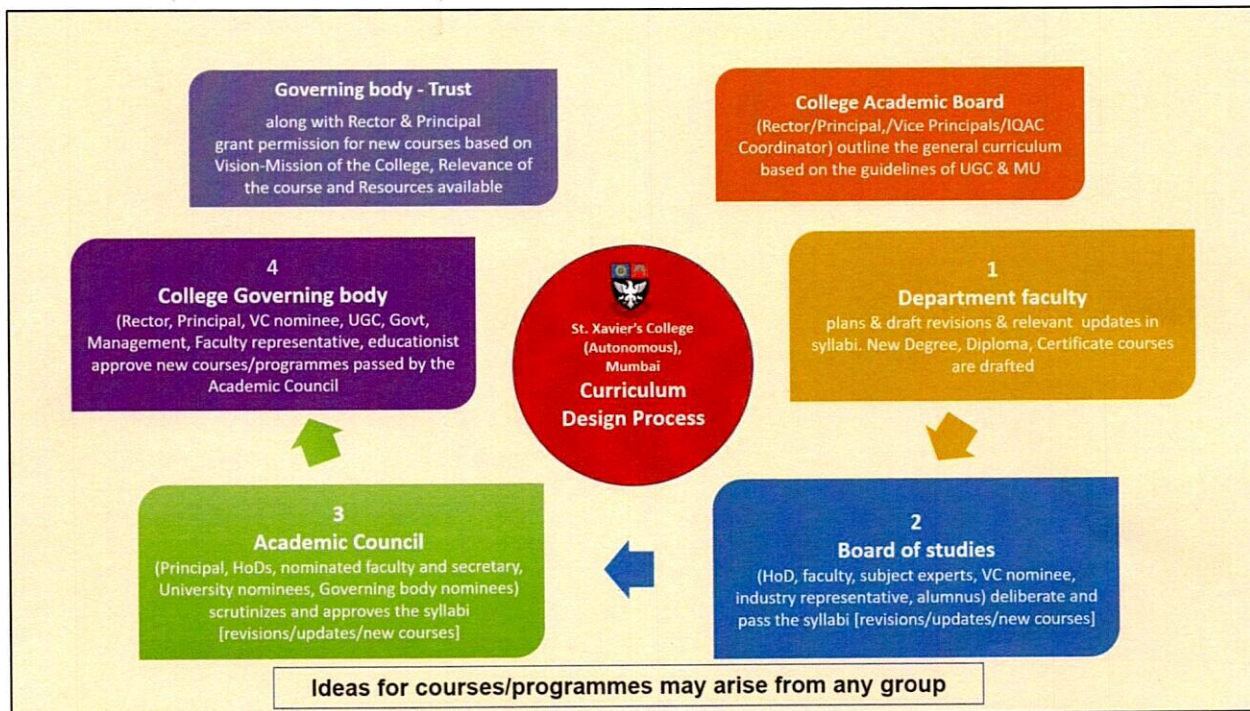 Governing body - Trust
along with Rector & Principal
grant permission for new courses based on
Vision-Mission of the College, Relevance of
the course and Resources available
College Academic Board
(Rector/Principal,/Vice Principals/IQAC
Coordinator) outline the general curriculum
based on the guidelines of UGC & MU
1
Department faculty
plans & draft revisions & relevant updates in
syllabi. New Degree, Diploma, Certificate courses
are drafted
2
Board of studies
(HoD, faculty, subject experts, VC nominee,
industry representative, alumnus) deliberate and
pass the syllabi [revisions/updates/new courses]
3
Academic Council
(Principal, HoDs, nominated faculty and secretary,
University nominees, Governing body nominees)
scrutinizes and approves the syllabi
[revisions/updates/new courses]
4
College Governing body
(Rector, Principal, VC nominee, UGC, Govt,
Management, Faculty representative, educationist
approve new courses/programmes passed by the
Academic Council
St. Xavier's College
(Autonomous),
Mumbai
Curriculum
Design Process
Ideas for courses/programmes may arise from any group